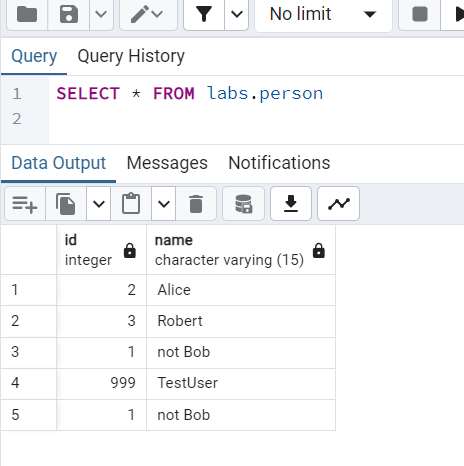 No limit
Query Query History
1 SELECT * FROM labs.person
2
Data Output Messages Notifications
id name
integer character varying (15)
1 2 Alice
2 3 Robert
3 1 not Bob
4 999 TestUser
5 1 not Bob